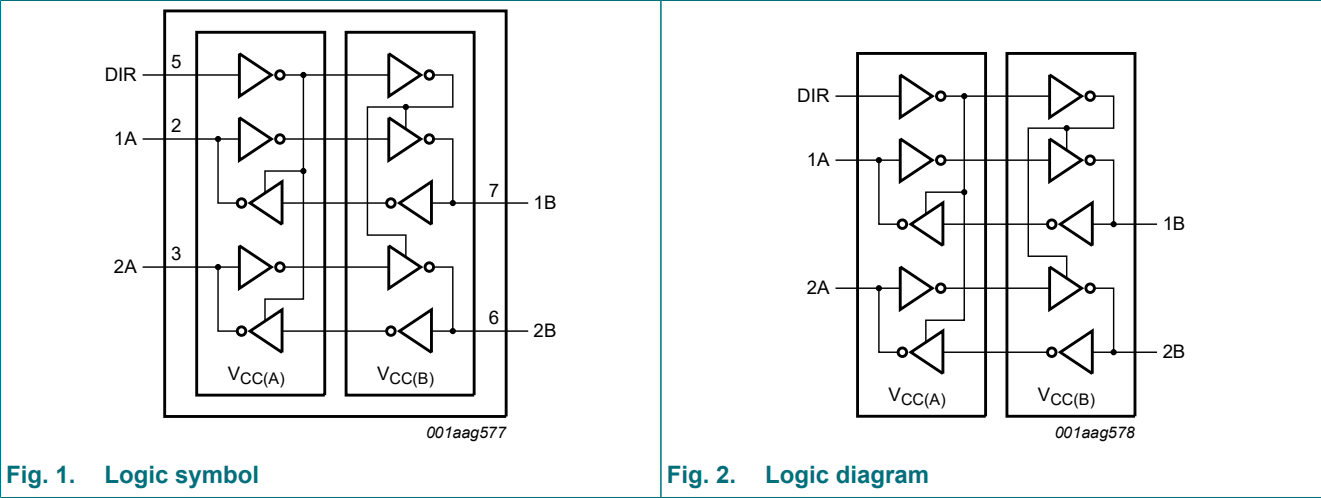 DIR
5
1A
2
7
1B
2A
3
6
2B
VCC(A)
VCC(B)
001aag577
Fig. 1. Logic symbol
DIR
1A
1B
2A
2B
VCC(A)
VCC(B)
001aag578
Fig. 2. Logic diagram